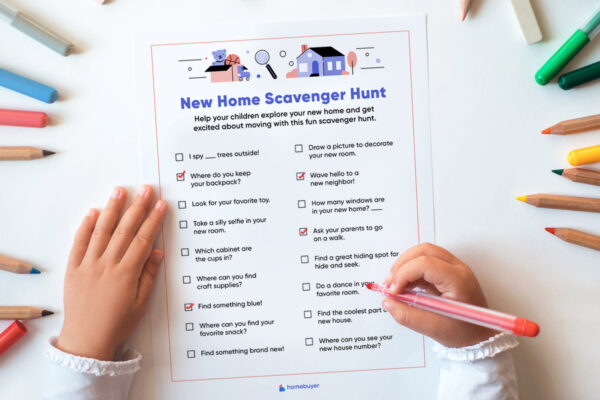 New Home Scavenger Hunt
Help your children explore your new home and get
excited about moving with this fun scavenger hunt.
I spy ___ trees outside!
Where do you keep
your backpack?
Look for your favorite toy.
Take a silly selfie in your
new room.
Which cabinet are
the cups in?
Where can you find
craft supplies?
Find something blue!
Where can you find your
favorite snack?
Find something brand new!
Draw a picture to decorate
your new room.
Wave hello to a
new neighbor!
How many windows are
in your new home? ___
Ask your parents to go
on a walk.
Find a great hiding spot for
hide and seek.
Do a dance in your
favorite room.
Find the coolest part
new house.
Where can you see your
new house number?
homebuyer